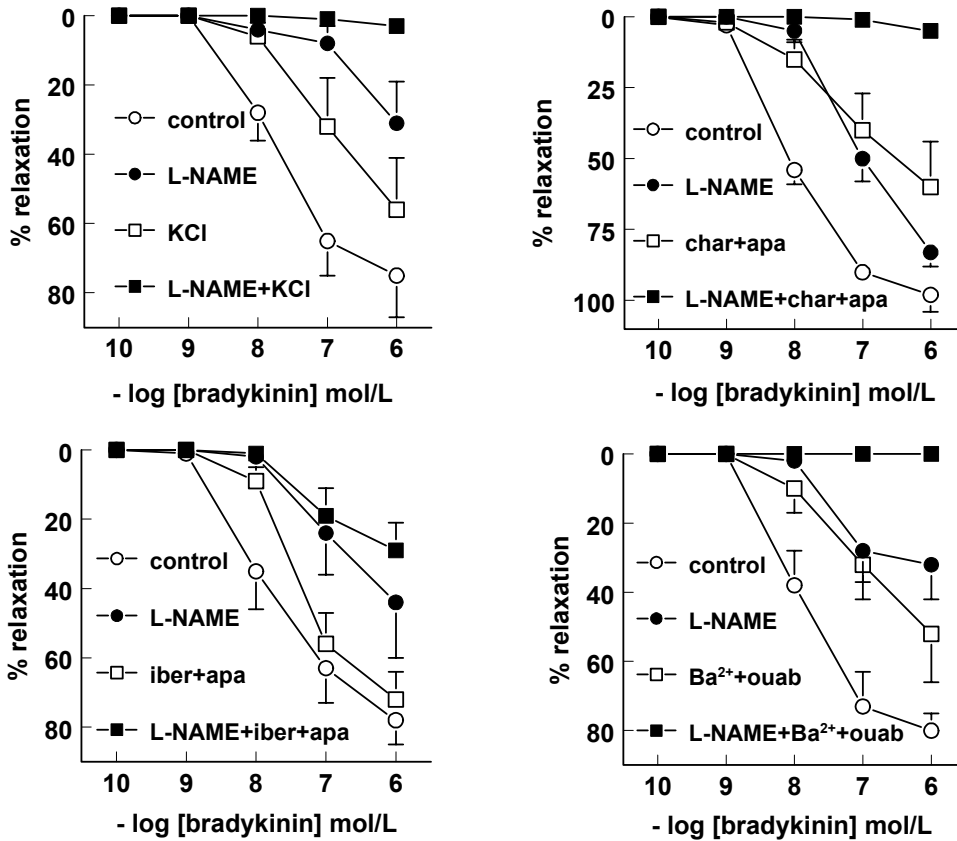 0
20
40
60
80
% relaxation
control
L-NAME
KCl
L-NAME+KCl
10 9 8 7 6
- log [bradykinin] mol/L
0
25
50
75
100
% relaxation
control
L-NAME
char+apa
L-NAME+char+apa
10 9 8 7 6
- log [bradykinin] mol/L
0
20
40
60
80
% relaxation
control
L-NAME
iber+apa
L-NAME+iber+apa
10 9 8 7 6
- log [bradykinin] mol/L
0
20
40
60
80
% relaxation
control
L-NAME
Ba²⁺+ouab
L-NAME+Ba²⁺+ouab
10 9 8 7 6
- log [bradykinin] mol/L